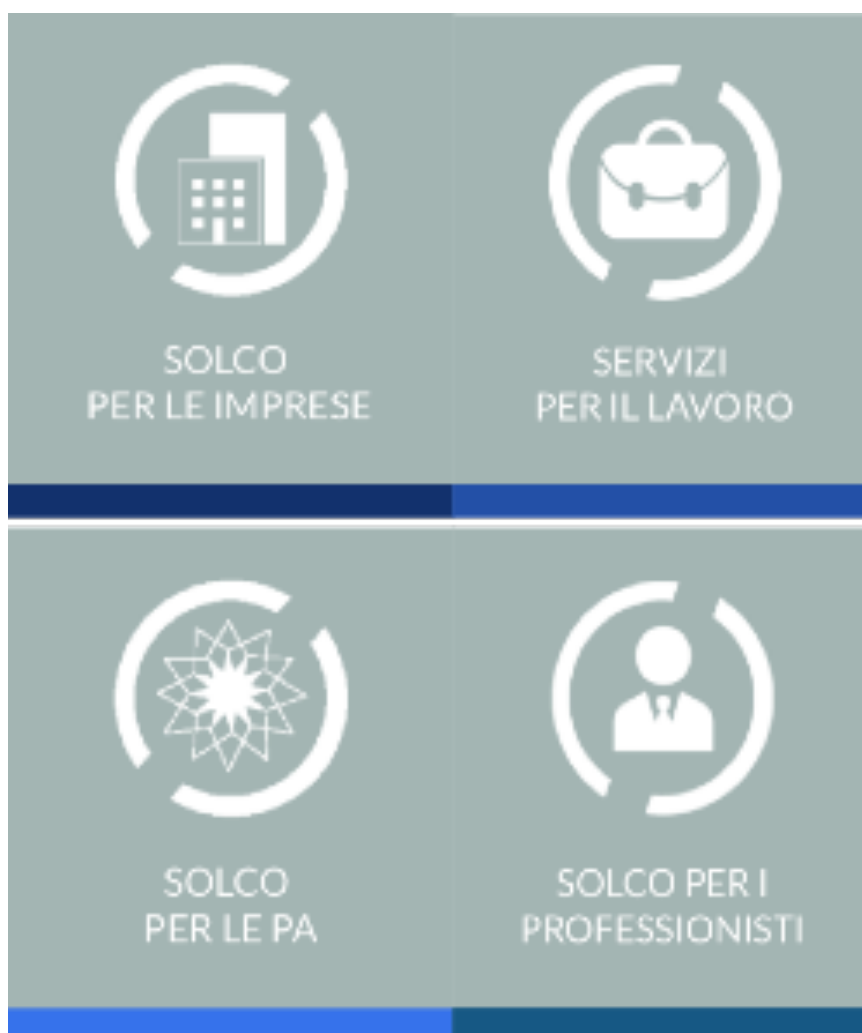 SOLCO
PER LE IMPRESE
SERVIZI
PER IL LAVORO
SOLCO
PER LE PA
SOLCO PER I
PROFESSIONISTI